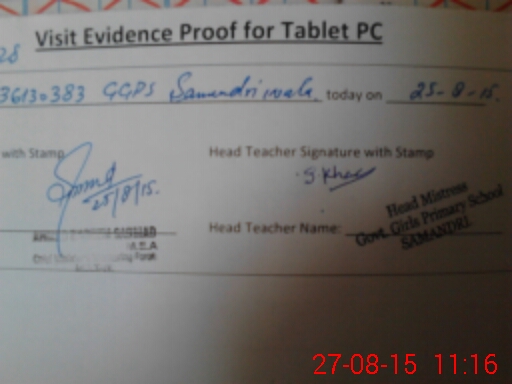 28
Visit Evidence Proof for Tablet PC
36130383 GGPS Samandriwala today on 25-8-15.
with Stamp
Head Teacher Signature with Stamp
25/8/15.
S. Khan
Head Mistress
Govt. Girls Primary School
SAMANDRI.
Head Teacher Name:
M.E.A
27-08-15 11:16